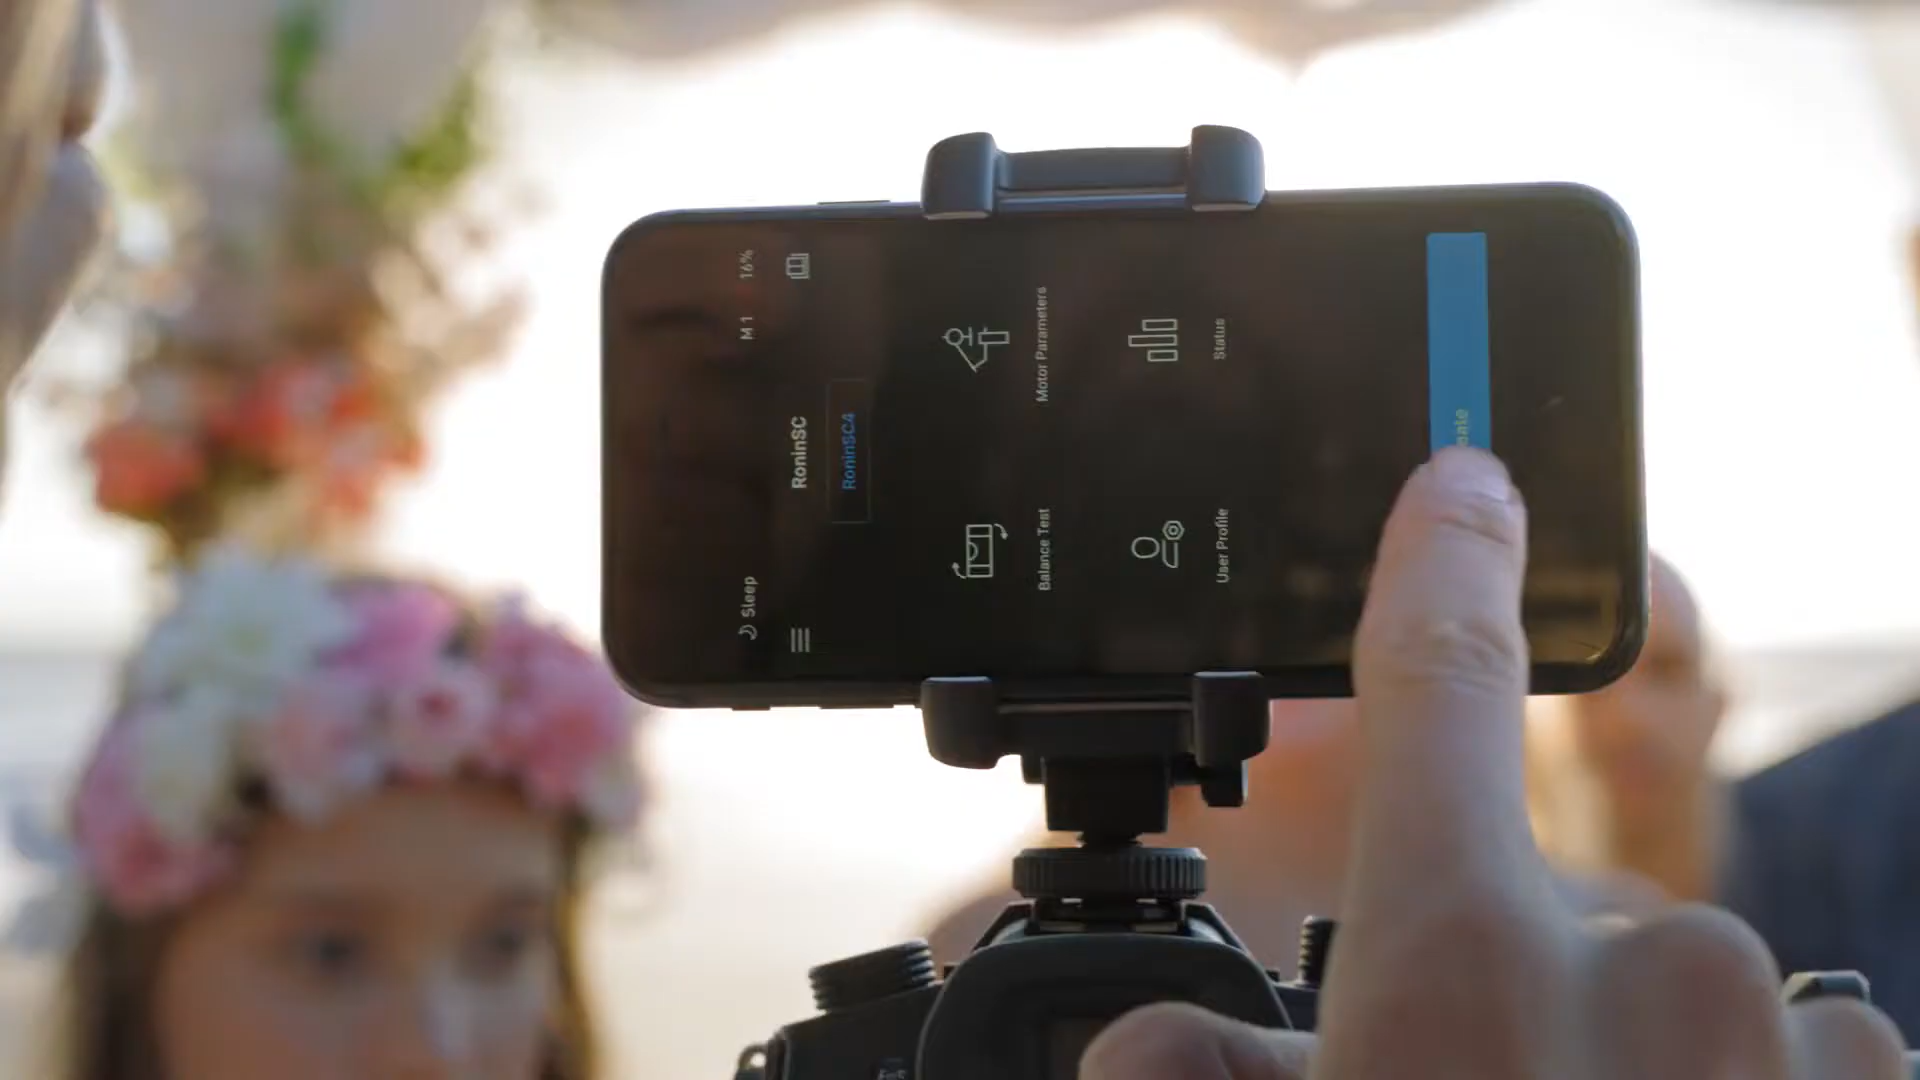 Sleep M 1 16%
RoninSC
RoninSC4
Balance Test Motor Parameters
User Profile Status